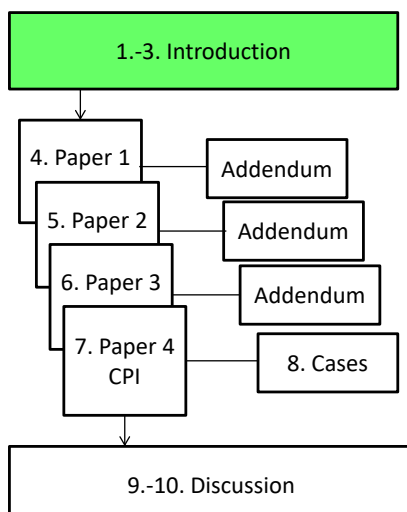 1.-3. Introduction
4. Paper 1
Addendum
5. Paper 2
Addendum
6. Paper 3
Addendum
7. Paper 4
CPI
8. Cases
9.-10. Discussion